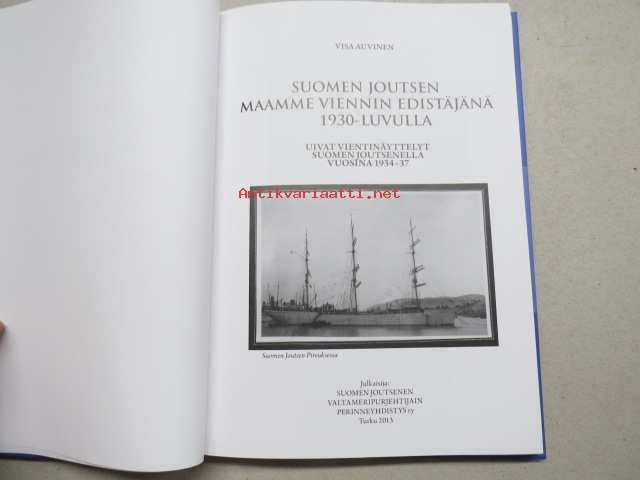 VISA AUVINEN
SUOMEN JOUTSEN
MAAMME VIENNIN EDISTÄJÄNÄ
1930-LUVULLA
UIVAT VIENTINÄYTTELYT
SUOMEN JOUTSENELLA
VUOSINA 1934-37
Antikvariaatti.net
Suomen Joutsen Pireuksessa
Julkaisija:
SUOMEN JOUTSENEN
VALTAMERIPURJEHTIJAIN
PERINNEYHDISTYS ry
Turku 2013